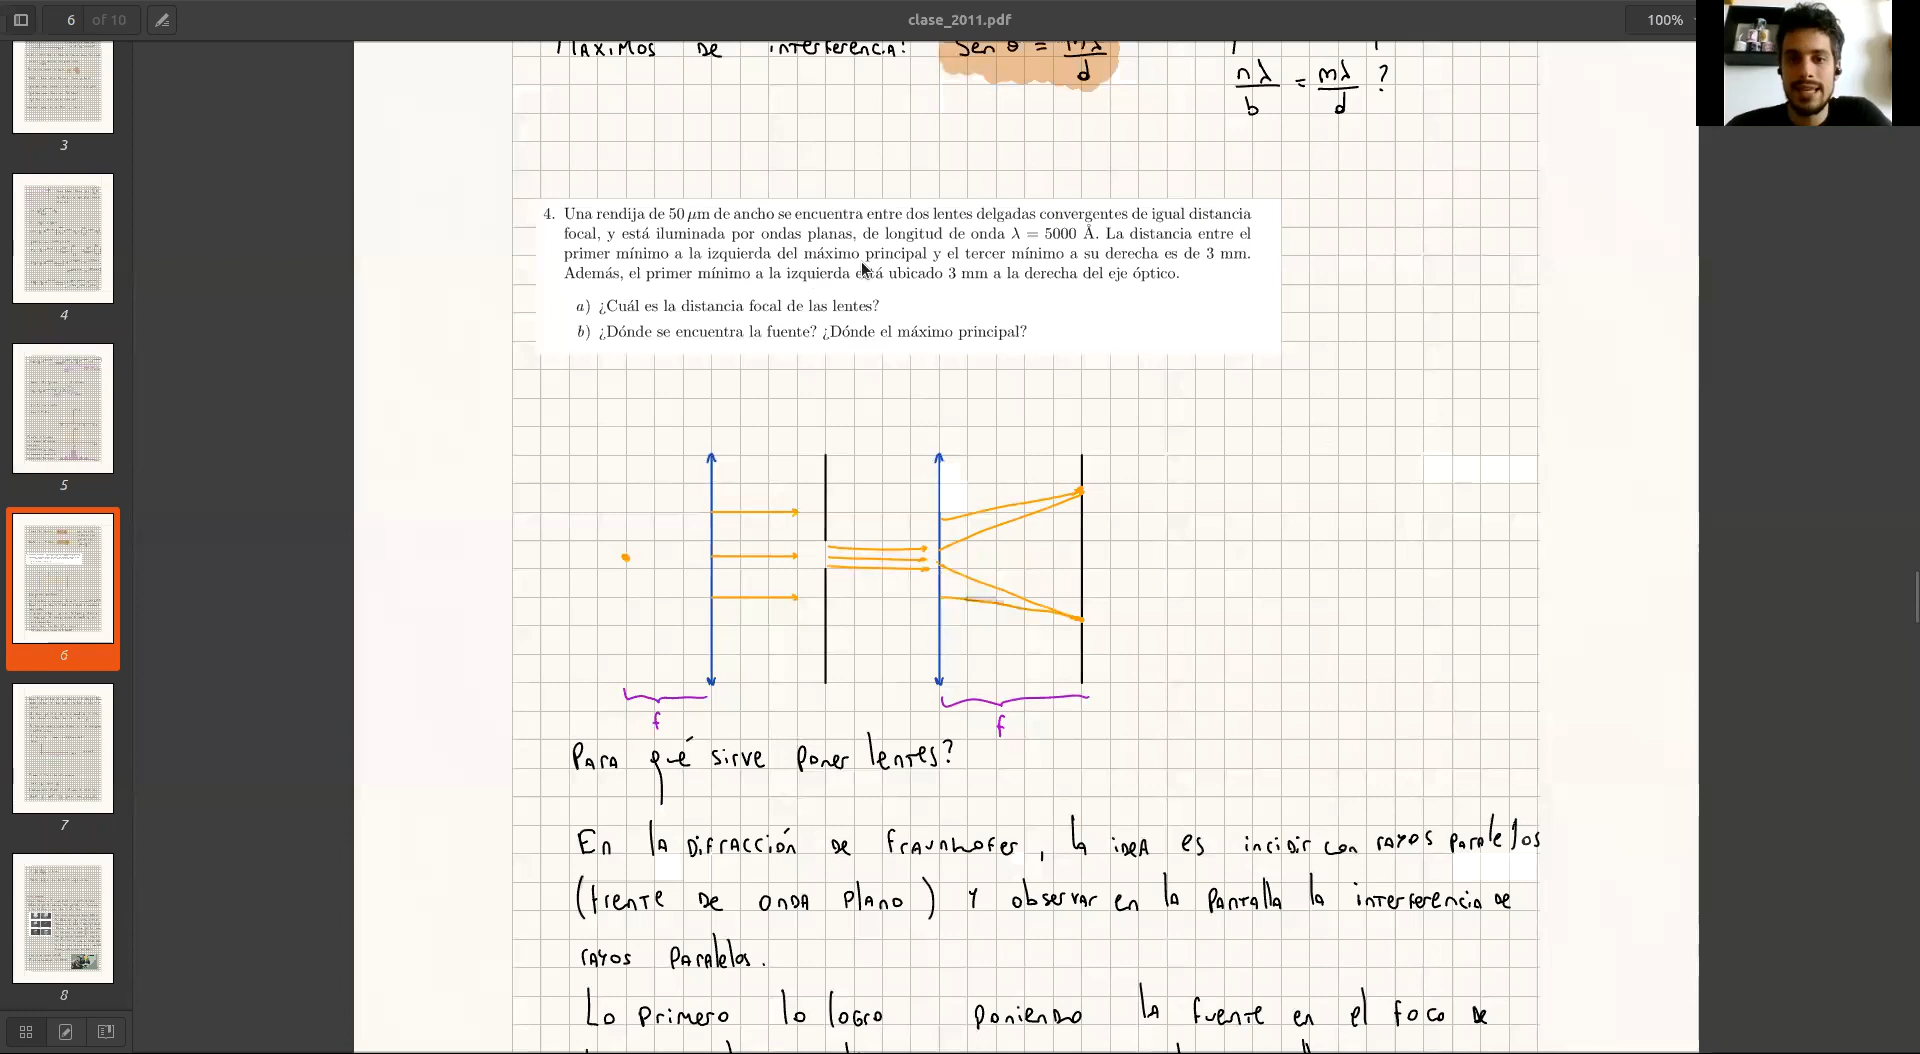 6 of 10
clase_2011.pdf
100%
Máximos de interferencia: sen θ = mλ/d
nλ/b = mλ/d ?
4. Una rendija de 50 μm de ancho se encuentra entre dos lentes delgadas convergentes de igual distancia
focal, y está iluminada por ondas planas, de longitud de onda λ = 5000 Å. La distancia entre el
primer mínimo a la izquierda del máximo principal y el tercer mínimo a su derecha es de 3 mm.
Además, el primer mínimo a la izquierda está ubicado 3 mm a la derecha del eje óptico.
a) ¿Cuál es la distancia focal de las lentes?
b) ¿Dónde se encuentra la fuente? ¿Dónde el máximo principal?
f
f
Para qué sirve poner lentes?
En la difracción de Fraunhofer, la idea es incidir con rayos paralelos
(frente de onda plano) y observar en la pantalla la interferencia de
rayos paralelos.
Lo primero lo logro poniendo la fuente en el foco de
3
4
5
6
7
8